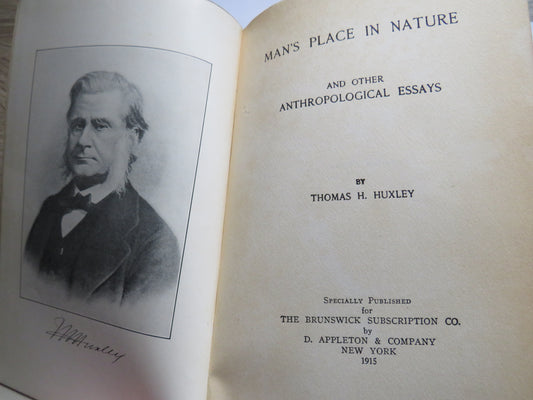 T H Huxley
MAN'S PLACE IN NATURE
AND OTHER
ANTHROPOLOGICAL ESSAYS
BY
THOMAS H. HUXLEY
SPECIALLY PUBLISHED
for
THE BRUNSWICK SUBSCRIPTION CO.
by
D. APPLETON & COMPANY
NEW YORK
1915